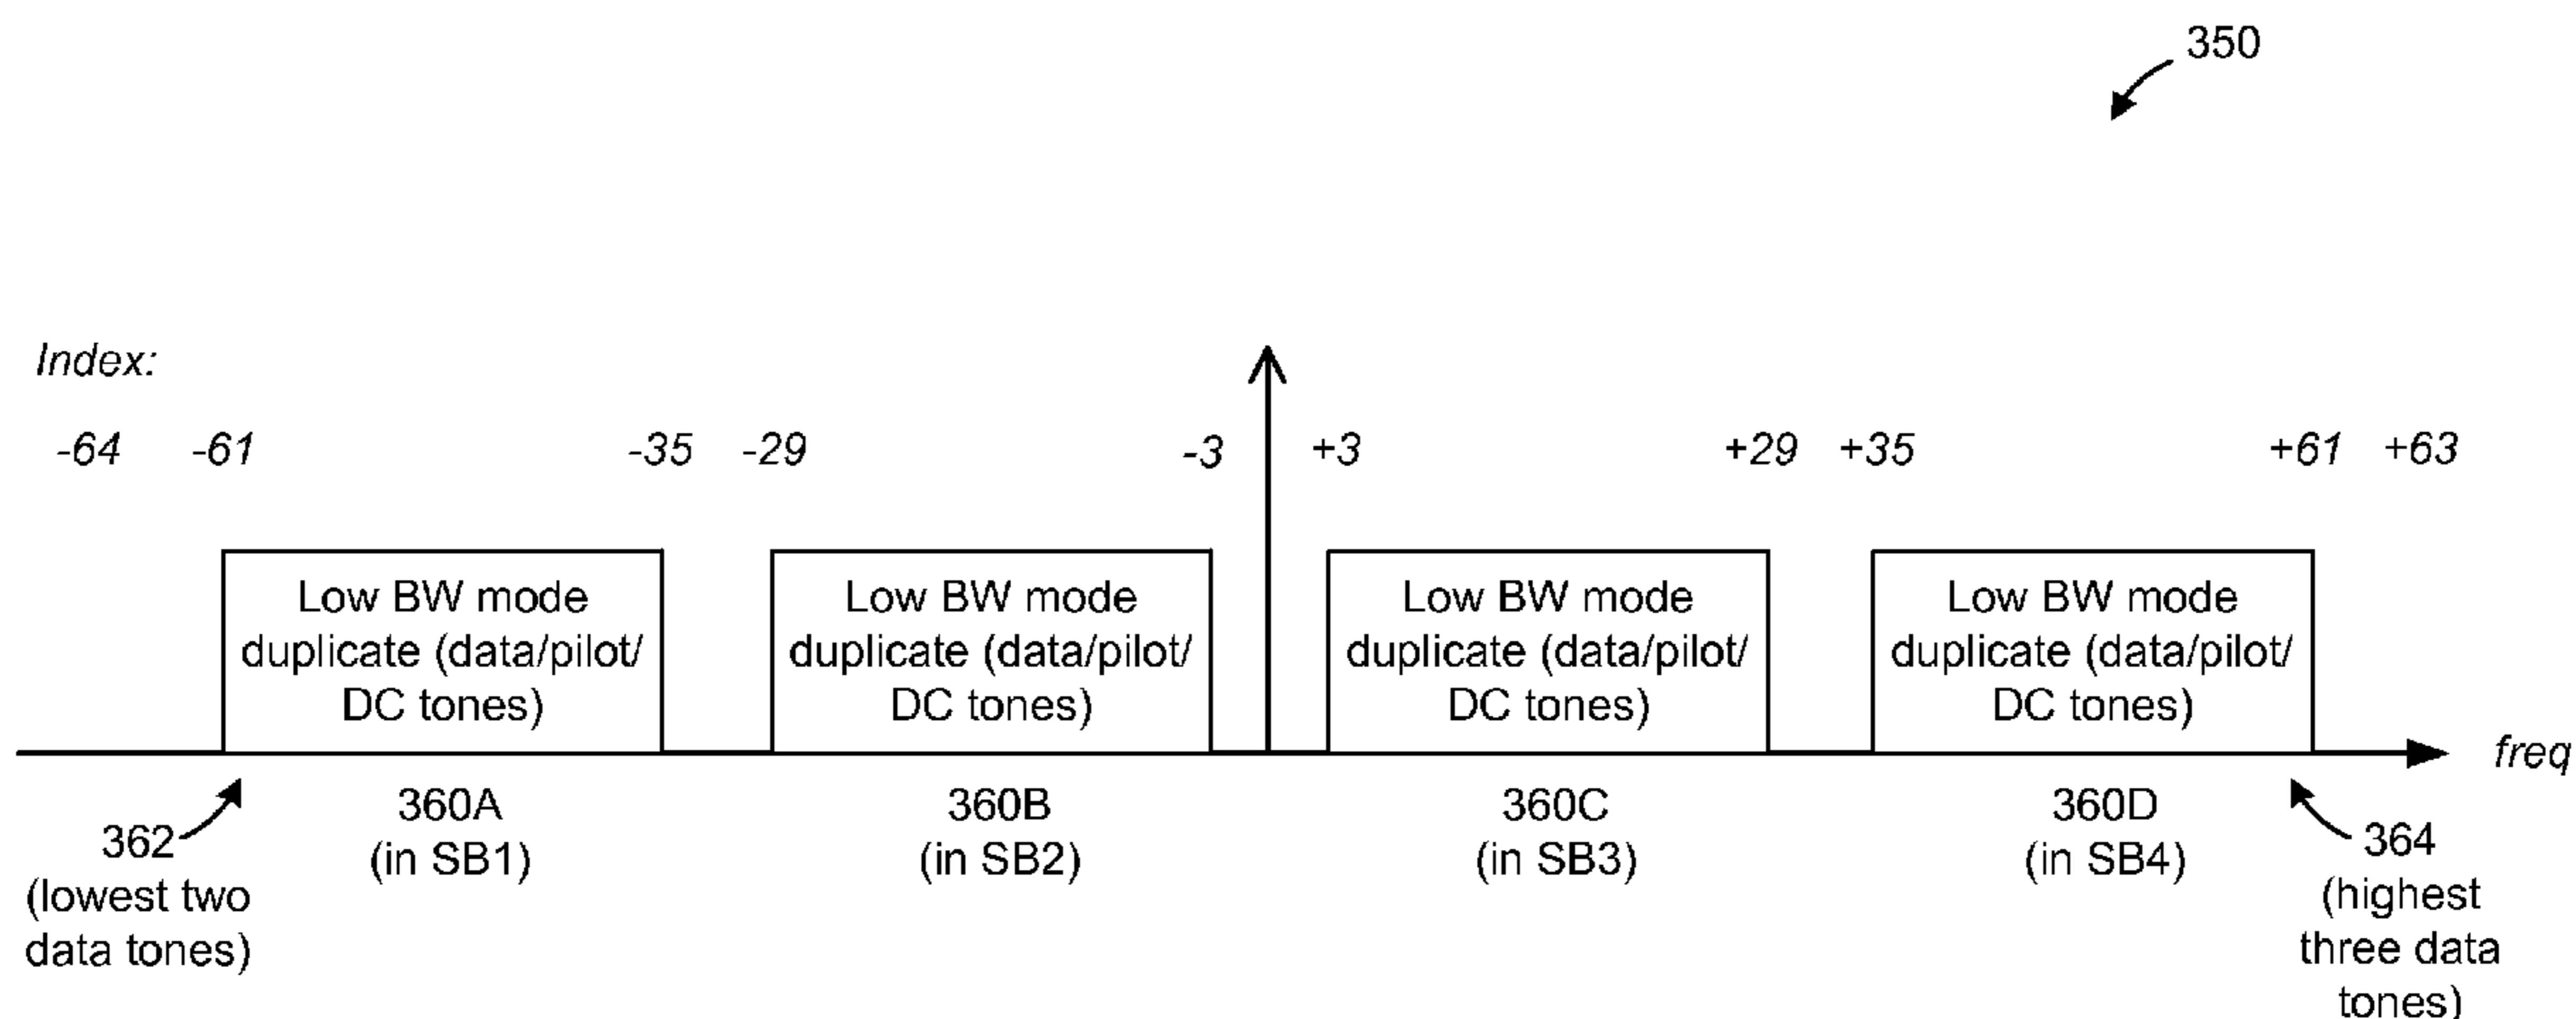 350
Index:
-64 -61 -35 -29 -3 +3 +29 +35 +61 +63
Low BW mode
duplicate (data/pilot/
DC tones)
Low BW mode
duplicate (data/pilot/
DC tones)
Low BW mode
duplicate (data/pilot/
DC tones)
Low BW mode
duplicate (data/pilot/
DC tones)
freq
362
(lowest two
data tones)
360A
(in SB1)
360B
(in SB2)
360C
(in SB3)
360D
(in SB4)
364
(highest
three data
tones)